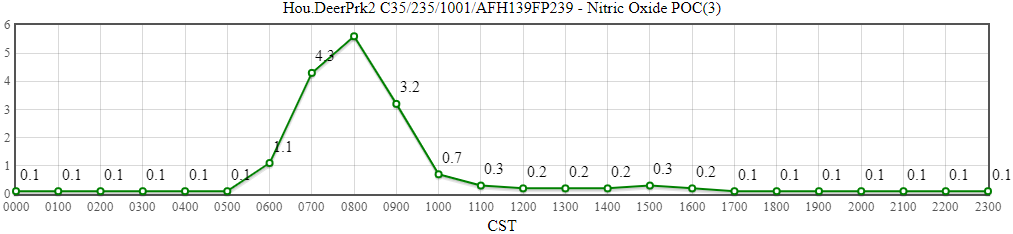 Hou.DeerPrk2 C35/235/1001/AFH139FP239 - Nitric Oxide POC(3)
6
5
4
3
2
1
0
4.3
3.2
1.1
0.7
0.1 0.1 0.1 0.1 0.1 0.1 0.3 0.2 0.2 0.2 0.3 0.2 0.1 0.1 0.1 0.1 0.1 0.1 0.1
0000 0100 0200 0300 0400 0500 0600 0700 0800 0900 1000 1100 1200 1300 1400 1500 1600 1700 1800 1900 2000 2100 2200 2300
CST